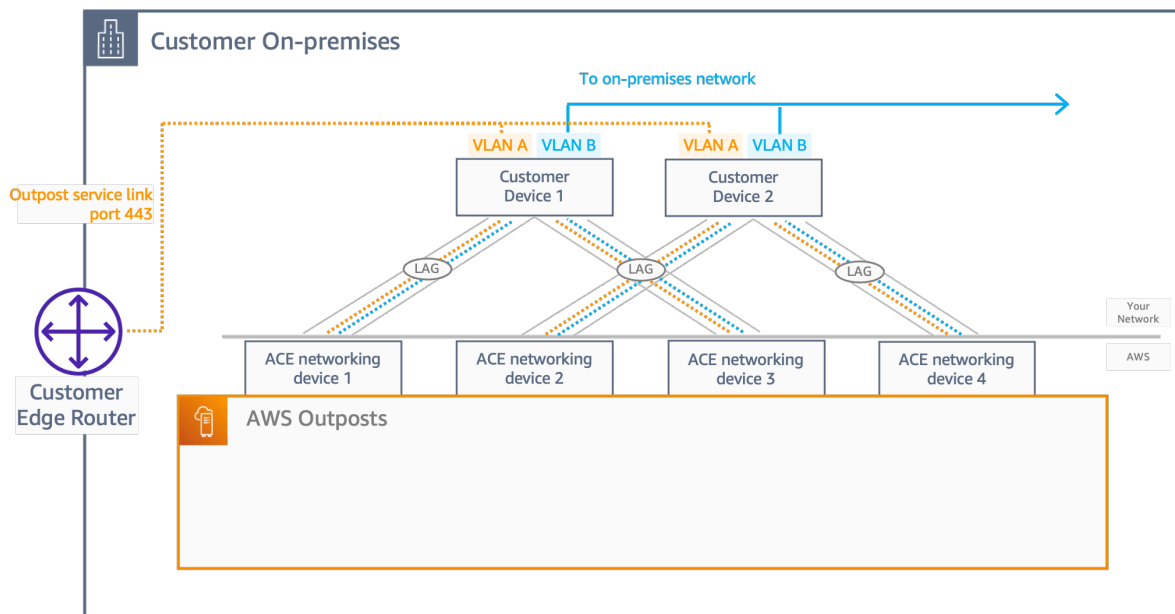 Customer On-premises
To on-premises network
VLAN A
VLAN B
VLAN A
VLAN B
Customer
Device 1
Customer
Device 2
Outpost service link
port 443
LAG
LAG
LAG
Your
Network
AWS
ACE networking
device 1
ACE networking
device 2
ACE networking
device 3
ACE networking
device 4
Customer
Edge Router
AWS Outposts